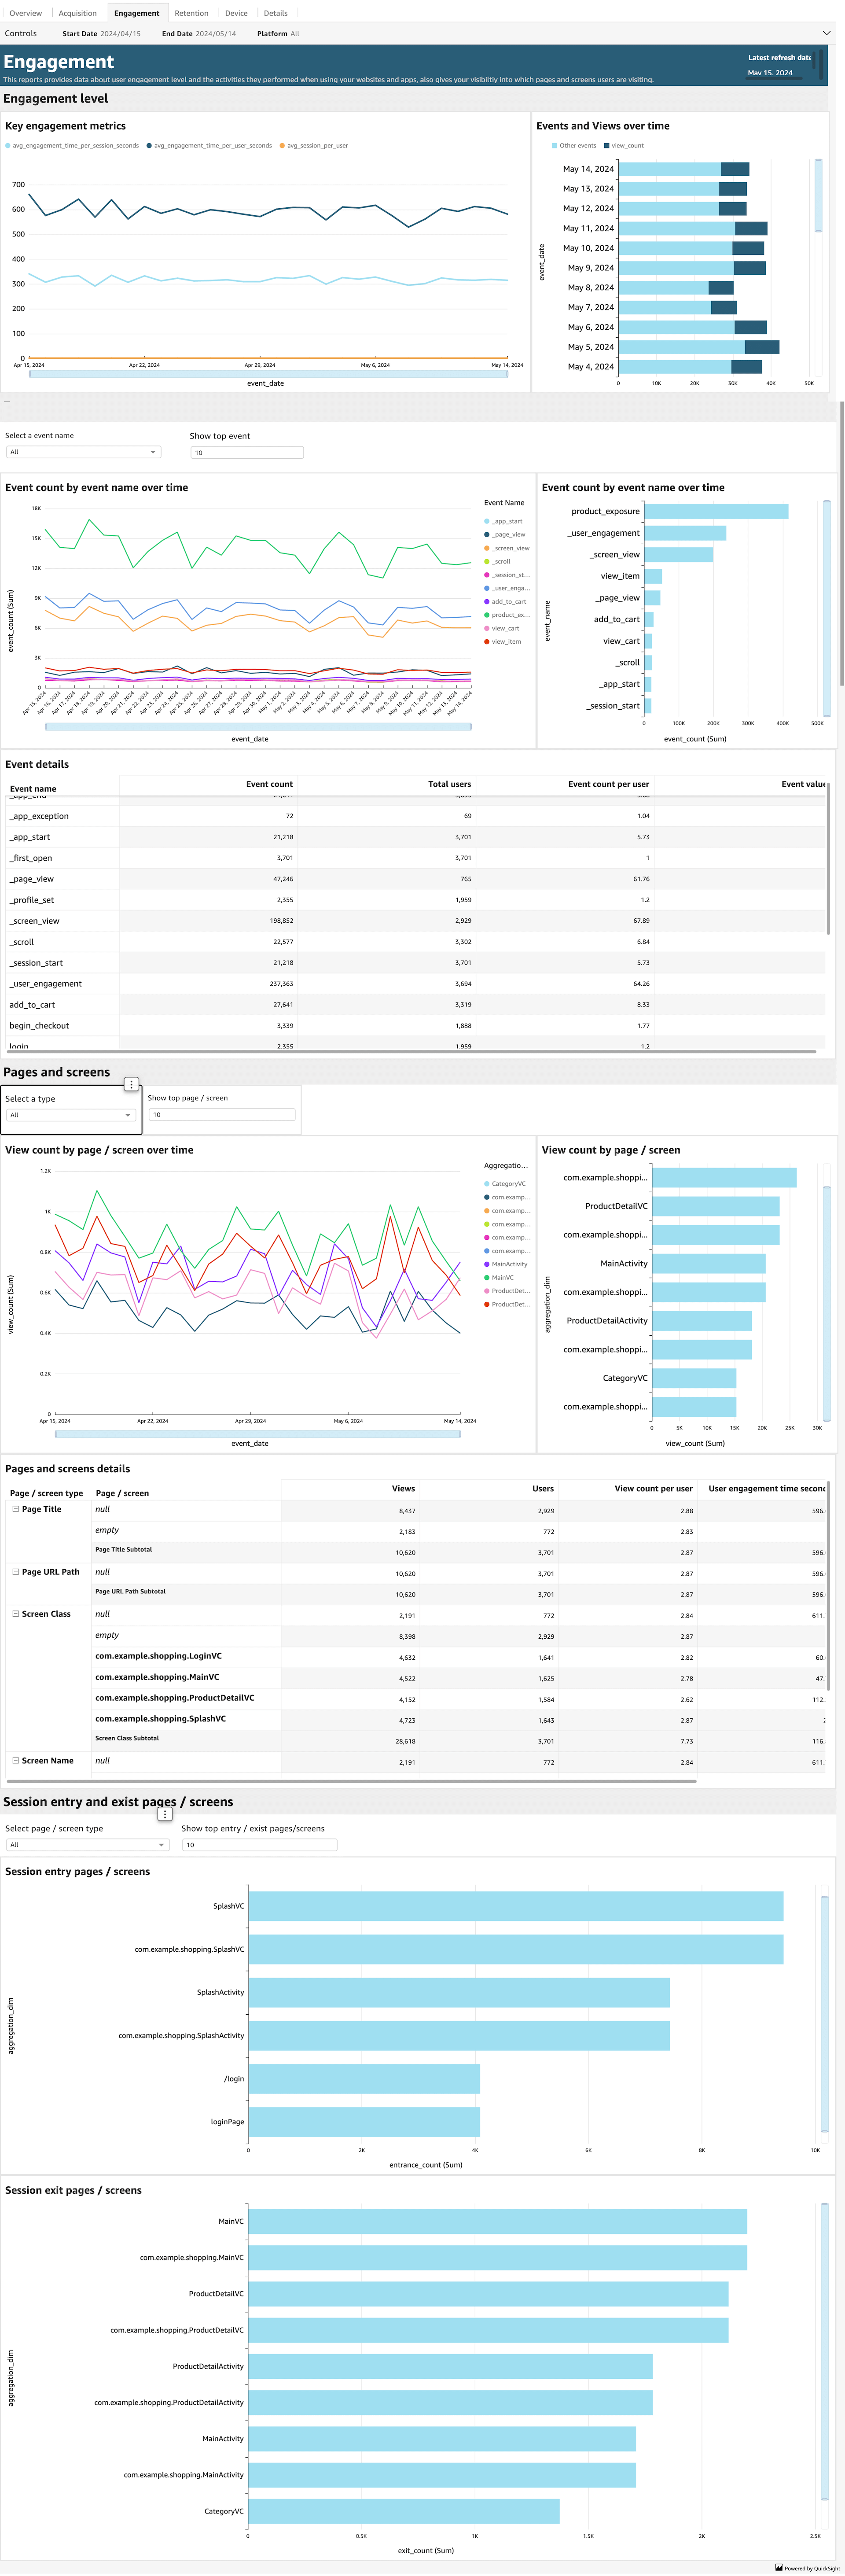 Overview Acquisition Engagement Retention Device Details
Controls Start Date 2024/04/15 End Date 2024/05/14 Platform All
Engagement
Latest refresh date
This reports provides data about user engagement level and the activities they performed when using your websites and apps, also gives your visibiltiy into which pages and screens users are visiting.
May 15, 2024
Engagement level
Key engagement metrics
avg_engagement_time_per_session_seconds avg_engagement_time_per_user_seconds avg_session_per_user
700
600
500
400
300
200
100
0
Apr 15, 2024 Apr 22, 2024 Apr 29, 2024 May 6, 2024 May 14, 2024
event_date
Events and Views over time
Other events view_count
event_date
May 14, 2024
May 13, 2024
May 12, 2024
May 11, 2024
May 10, 2024
May 9, 2024
May 8, 2024
May 7, 2024
May 6, 2024
May 5, 2024
May 4, 2024
0 10K 20K 30K 40K 50K
...
Select a event name Show top event
All 10
Event count by event name over time
event_count (Sum)
18K
15K
12K
9K
6K
3K
0
Apr 15, 2024 Apr 16, 2024 Apr 17, 2024 Apr 18, 2024 Apr 19, 2024 Apr 20, 2024 Apr 21, 2024 Apr 22, 2024 Apr 23, 2024 Apr 24, 2024 Apr 25, 2024 Apr 26, 2024 Apr 27, 2024 Apr 28, 2024 Apr 29, 2024 Apr 30, 2024 May 1, 2024 May 2, 2024 May 3, 2024 May 4, 2024 May 5, 2024 May 6, 2024 May 7, 2024 May 8, 2024 May 9, 2024 May 10, 2024 May 11, 2024 May 12, 2024 May 13, 2024 May 14, 2024
event_date
Event Name
_app_start
_page_view
_screen_view
_scroll
_session_st...
_user_enga...
add_to_cart
product_ex...
view_cart
view_item
Event count by event name over time
event_name
product_exposure
_user_engagement
_screen_view
view_item
_page_view
add_to_cart
view_cart
_scroll
_app_start
_session_start
0 100K 200K 300K 400K 500K
event_count (Sum)
Event details
Event name Event count Total users Event count per user Event value
_app_exception 72 69 1.04
_app_start 21,218 3,701 5.73
_first_open 3,701 3,701 1
_page_view 47,246 765 61.76
_profile_set 2,355 1,959 1.2
_screen_view 198,852 2,929 67.89
_scroll 22,577 3,302 6.84
_session_start 21,218 3,701 5.73
_user_engagement 237,363 3,694 64.26
add_to_cart 27,641 3,319 8.33
begin_checkout 3,339 1,888 1.77
login 2,355 1,959 1.2
Pages and screens
Select a type Show top page / screen
All 10
View count by page / screen over time
view_count (Sum)
1.2K
1K
0.8K
0.6K
0.4K
0.2K
0
Apr 15, 2024 Apr 22, 2024 Apr 29, 2024 May 6, 2024 May 14, 2024
event_date
Aggregatio...
CategoryVC
com.examp...
com.examp...
com.examp...
com.examp...
com.examp...
MainActivity
MainVC
ProductDet...
ProductDet...
View count by page / screen
aggregation_dim
com.example.shoppi...
ProductDetailVC
com.example.shoppi...
MainActivity
com.example.shoppi...
ProductDetailActivity
com.example.shoppi...
CategoryVC
com.example.shoppi...
0 5K 10K 15K 20K 25K 30K
view_count (Sum)
Pages and screens details
Page / screen type Page / screen Views Users View count per user User engagement time second
Page Title null 8,437 2,929 2.88 596.
empty 2,183 772 2.83
Page Title Subtotal 10,620 3,701 2.87 596.
Page URL Path null 10,620 3,701 2.87 596.
Page URL Path Subtotal 10,620 3,701 2.87 596.
Screen Class null 2,191 772 2.84 611.
empty 8,398 2,929 2.87
com.example.shopping.LoginVC 4,632 1,641 2.82 60.
com.example.shopping.MainVC 4,522 1,625 2.78 47.
com.example.shopping.ProductDetailVC 4,152 1,584 2.62 112.
com.example.shopping.SplashVC 4,723 1,643 2.87
Screen Class Subtotal 28,618 3,701 7.73 116.
Screen Name null 2,191 772 2.84 611.
Session entry and exist pages / screens
Select page / screen type Show top entry / exist pages/screens
All 10
Session entry pages / screens
aggregation_dim
SplashVC
com.example.shopping.SplashVC
SplashActivity
com.example.shopping.SplashActivity
/login
loginPage
0 2K 4K 6K 8K 10K
entrance_count (Sum)
Session exit pages / screens
aggregation_dim
MainVC
com.example.shopping.MainVC
ProductDetailVC
com.example.shopping.ProductDetailVC
ProductDetailActivity
com.example.shopping.ProductDetailActivity
MainActivity
com.example.shopping.MainActivity
CategoryVC
0 0.5K 1K 1.5K 2K 2.5K
exit_count (Sum)
Powered by QuickSight